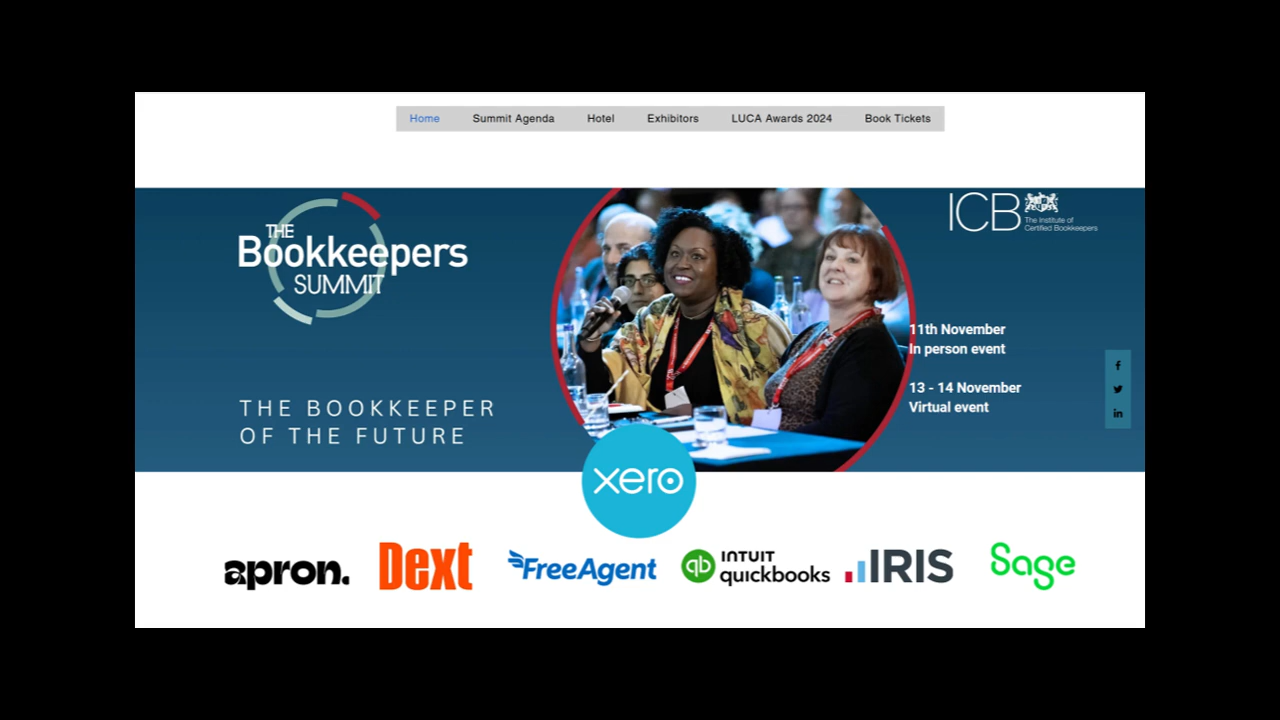 Home Summit Agenda Hotel Exhibitors LUCA Awards 2024 Book Tickets
THE
Bookkeepers
SUMMIT
ICB
The Institute of
Certified Bookkeepers
11th November
In person event
13 - 14 November
Virtual event
THE BOOKKEEPER
OF THE FUTURE
xero
apron.
Dext
FreeAgent
qb INTUIT
quickbooks
IRIS
Sage